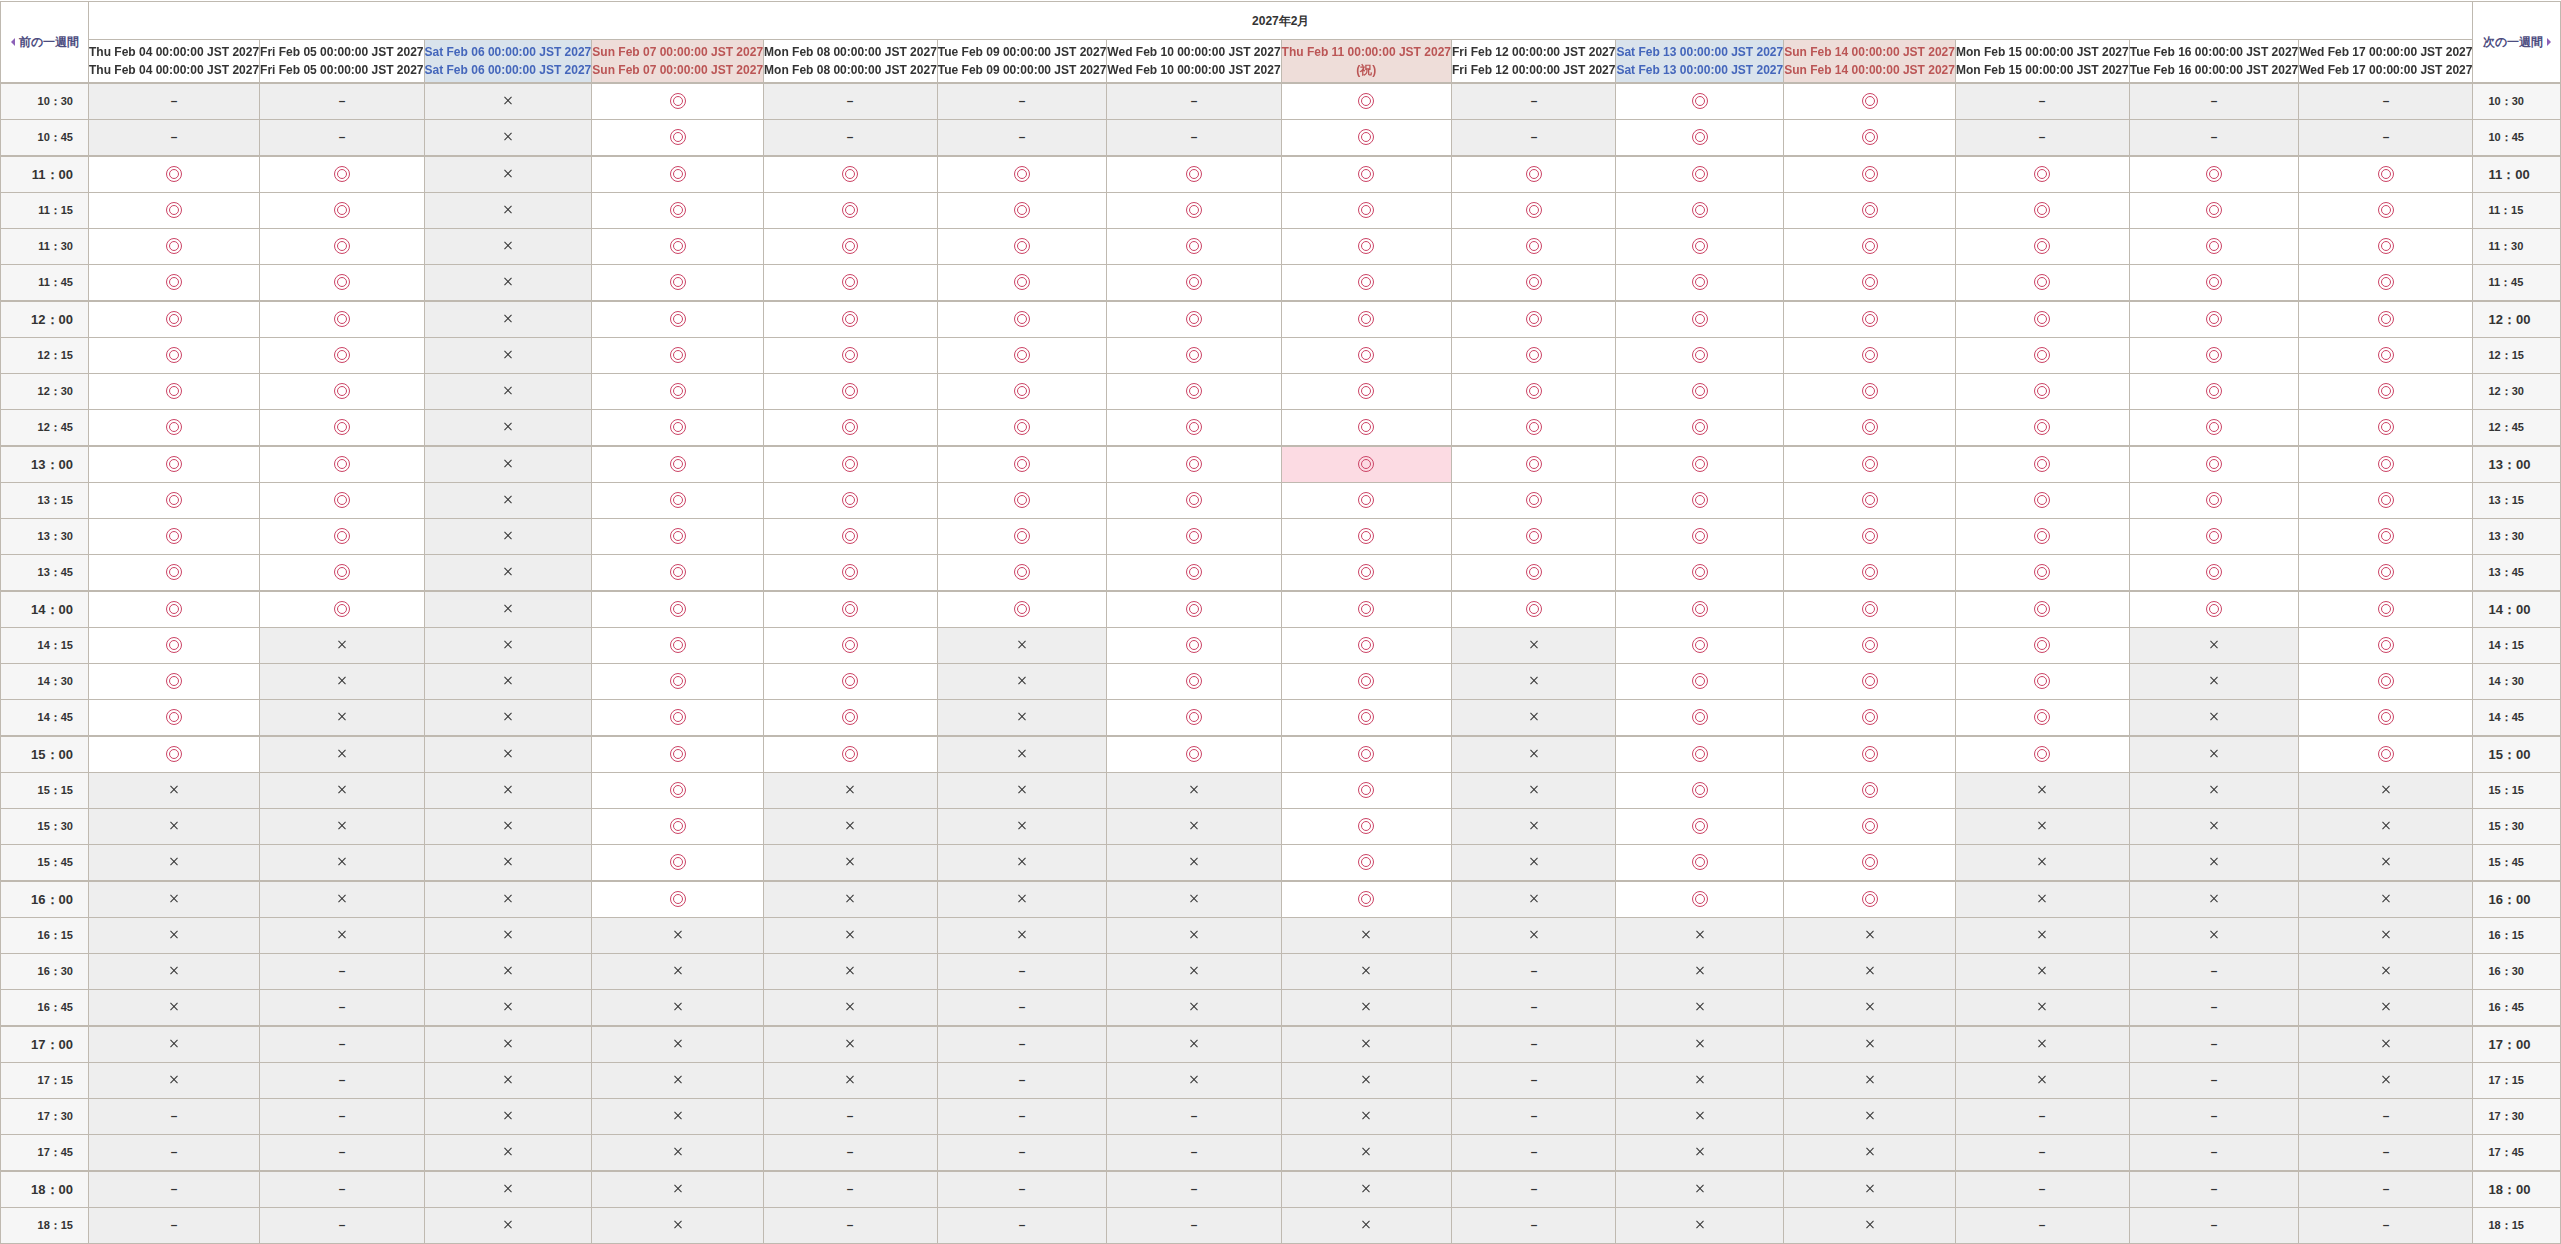 2027年2月
前の一週間
次の一週間
Thu Feb 04 00:00:00 JST 2027 Fri Feb 05 00:00:00 JST 2027 Sat Feb 06 00:00:00 JST 2027 Sun Feb 07 00:00:00 JST 2027 Mon Feb 08 00:00:00 JST 2027 Tue Feb 09 00:00:00 JST 2027 Wed Feb 10 00:00:00 JST 2027 Thu Feb 11 00:00:00 JST 2027 Fri Feb 12 00:00:00 JST 2027 Sat Feb 13 00:00:00 JST 2027 Sun Feb 14 00:00:00 JST 2027 Mon Feb 15 00:00:00 JST 2027 Tue Feb 16 00:00:00 JST 2027 Wed Feb 17 00:00:00 JST 2027
Thu Feb 04 00:00:00 JST 2027 Fri Feb 05 00:00:00 JST 2027 Sat Feb 06 00:00:00 JST 2027 Sun Feb 07 00:00:00 JST 2027 Mon Feb 08 00:00:00 JST 2027 Tue Feb 09 00:00:00 JST 2027 Wed Feb 10 00:00:00 JST 2027 (祝) Fri Feb 12 00:00:00 JST 2027 Sat Feb 13 00:00:00 JST 2027 Sun Feb 14 00:00:00 JST 2027 Mon Feb 15 00:00:00 JST 2027 Tue Feb 16 00:00:00 JST 2027 Wed Feb 17 00:00:00 JST 2027
10：30 － － × ◎ － － － ◎ － ◎ ◎ － － － 10：30
10：45 － － × ◎ － － － ◎ － ◎ ◎ － － － 10：45
11：00 ◎ ◎ × ◎ ◎ ◎ ◎ ◎ ◎ ◎ ◎ ◎ ◎ ◎ 11：00
11：15 ◎ ◎ × ◎ ◎ ◎ ◎ ◎ ◎ ◎ ◎ ◎ ◎ ◎ 11：15
11：30 ◎ ◎ × ◎ ◎ ◎ ◎ ◎ ◎ ◎ ◎ ◎ ◎ ◎ 11：30
11：45 ◎ ◎ × ◎ ◎ ◎ ◎ ◎ ◎ ◎ ◎ ◎ ◎ ◎ 11：45
12：00 ◎ ◎ × ◎ ◎ ◎ ◎ ◎ ◎ ◎ ◎ ◎ ◎ ◎ 12：00
12：15 ◎ ◎ × ◎ ◎ ◎ ◎ ◎ ◎ ◎ ◎ ◎ ◎ ◎ 12：15
12：30 ◎ ◎ × ◎ ◎ ◎ ◎ ◎ ◎ ◎ ◎ ◎ ◎ ◎ 12：30
12：45 ◎ ◎ × ◎ ◎ ◎ ◎ ◎ ◎ ◎ ◎ ◎ ◎ ◎ 12：45
13：00 ◎ ◎ × ◎ ◎ ◎ ◎ ◎ ◎ ◎ ◎ ◎ ◎ ◎ 13：00
13：15 ◎ ◎ × ◎ ◎ ◎ ◎ ◎ ◎ ◎ ◎ ◎ ◎ ◎ 13：15
13：30 ◎ ◎ × ◎ ◎ ◎ ◎ ◎ ◎ ◎ ◎ ◎ ◎ ◎ 13：30
13：45 ◎ ◎ × ◎ ◎ ◎ ◎ ◎ ◎ ◎ ◎ ◎ ◎ ◎ 13：45
14：00 ◎ ◎ × ◎ ◎ ◎ ◎ ◎ ◎ ◎ ◎ ◎ ◎ ◎ 14：00
14：15 ◎ × × ◎ ◎ × ◎ ◎ × ◎ ◎ ◎ × ◎ 14：15
14：30 ◎ × × ◎ ◎ × ◎ ◎ × ◎ ◎ ◎ × ◎ 14：30
14：45 ◎ × × ◎ ◎ × ◎ ◎ × ◎ ◎ ◎ × ◎ 14：45
15：00 ◎ × × ◎ ◎ × ◎ ◎ × ◎ ◎ ◎ × ◎ 15：00
15：15 × × × ◎ × × × ◎ × ◎ ◎ × × × 15：15
15：30 × × × ◎ × × × ◎ × ◎ ◎ × × × 15：30
15：45 × × × ◎ × × × ◎ × ◎ ◎ × × × 15：45
16：00 × × × ◎ × × × ◎ × ◎ ◎ × × × 16：00
16：15 × × × × × × × × × × × × × × 16：15
16：30 × － × × × － × × － × × × － × 16：30
16：45 × － × × × － × × － × × × － × 16：45
17：00 × － × × × － × × － × × × － × 17：00
17：15 × － × × × － × × － × × × － × 17：15
17：30 － － × × － － － × － × × － － － 17：30
17：45 － － × × － － － × － × × － － － 17：45
18：00 － － × × － － － × － × × － － － 18：00
18：15 － － × × － － － × － × × － － － 18：15